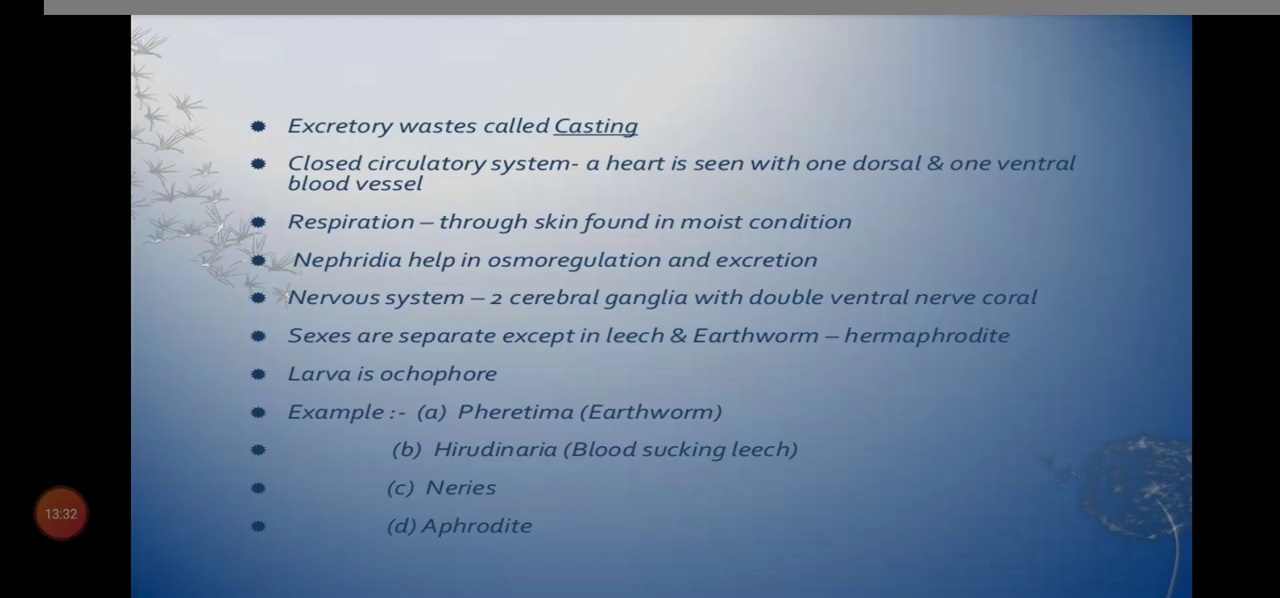 Excretory wastes called Casting
Closed circulatory system- a heart is seen with one dorsal & one ventral
blood vessel
Respiration – through skin found in moist condition
Nephridia help in osmoregulation and excretion
Nervous system – 2 cerebral ganglia with double ventral nerve coral
Sexes are separate except in leech & Earthworm – hermaphrodite
Larva is ochophore
Example :- (a) Pheretima (Earthworm)
(b) Hirudinaria (Blood sucking leech)
(c) Neries
(d) Aphrodite
13:32